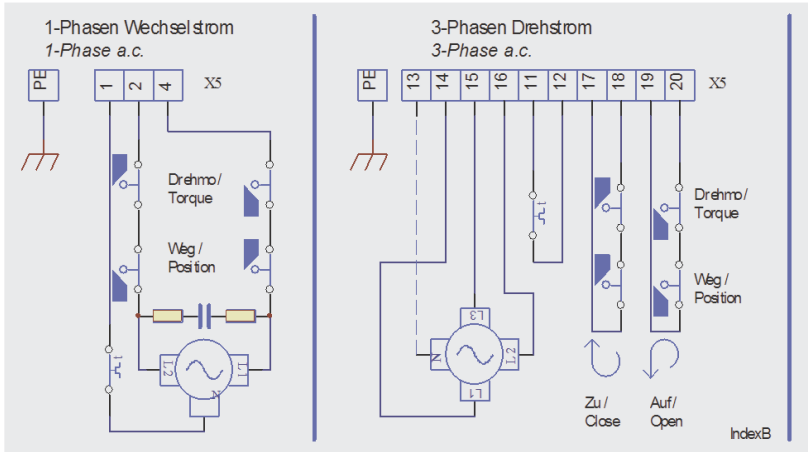 1-Phasen Wechselstrom
1-Phase a.c.
PE
1 2 4 X5
Drehmo/
Torque
Weg/
Position
L2
L1
N
3-Phasen Drehstrom
3-Phase a.c.
PE
13 14 15 16 11 12 17 18 19 20 X5
Drehmo/
Torque
Weg/
Position
L3
N
L2
L1
Zu/
Close
Auf/
Open
IndexB